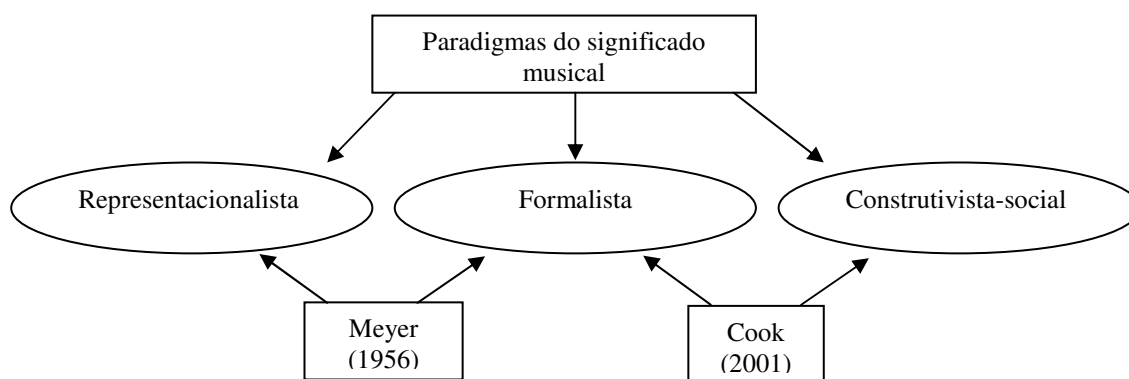 Paradigmas do significado
musical
Representacionalista
Formalista
Construtivista-social
Meyer
(1956)
Cook
(2001)